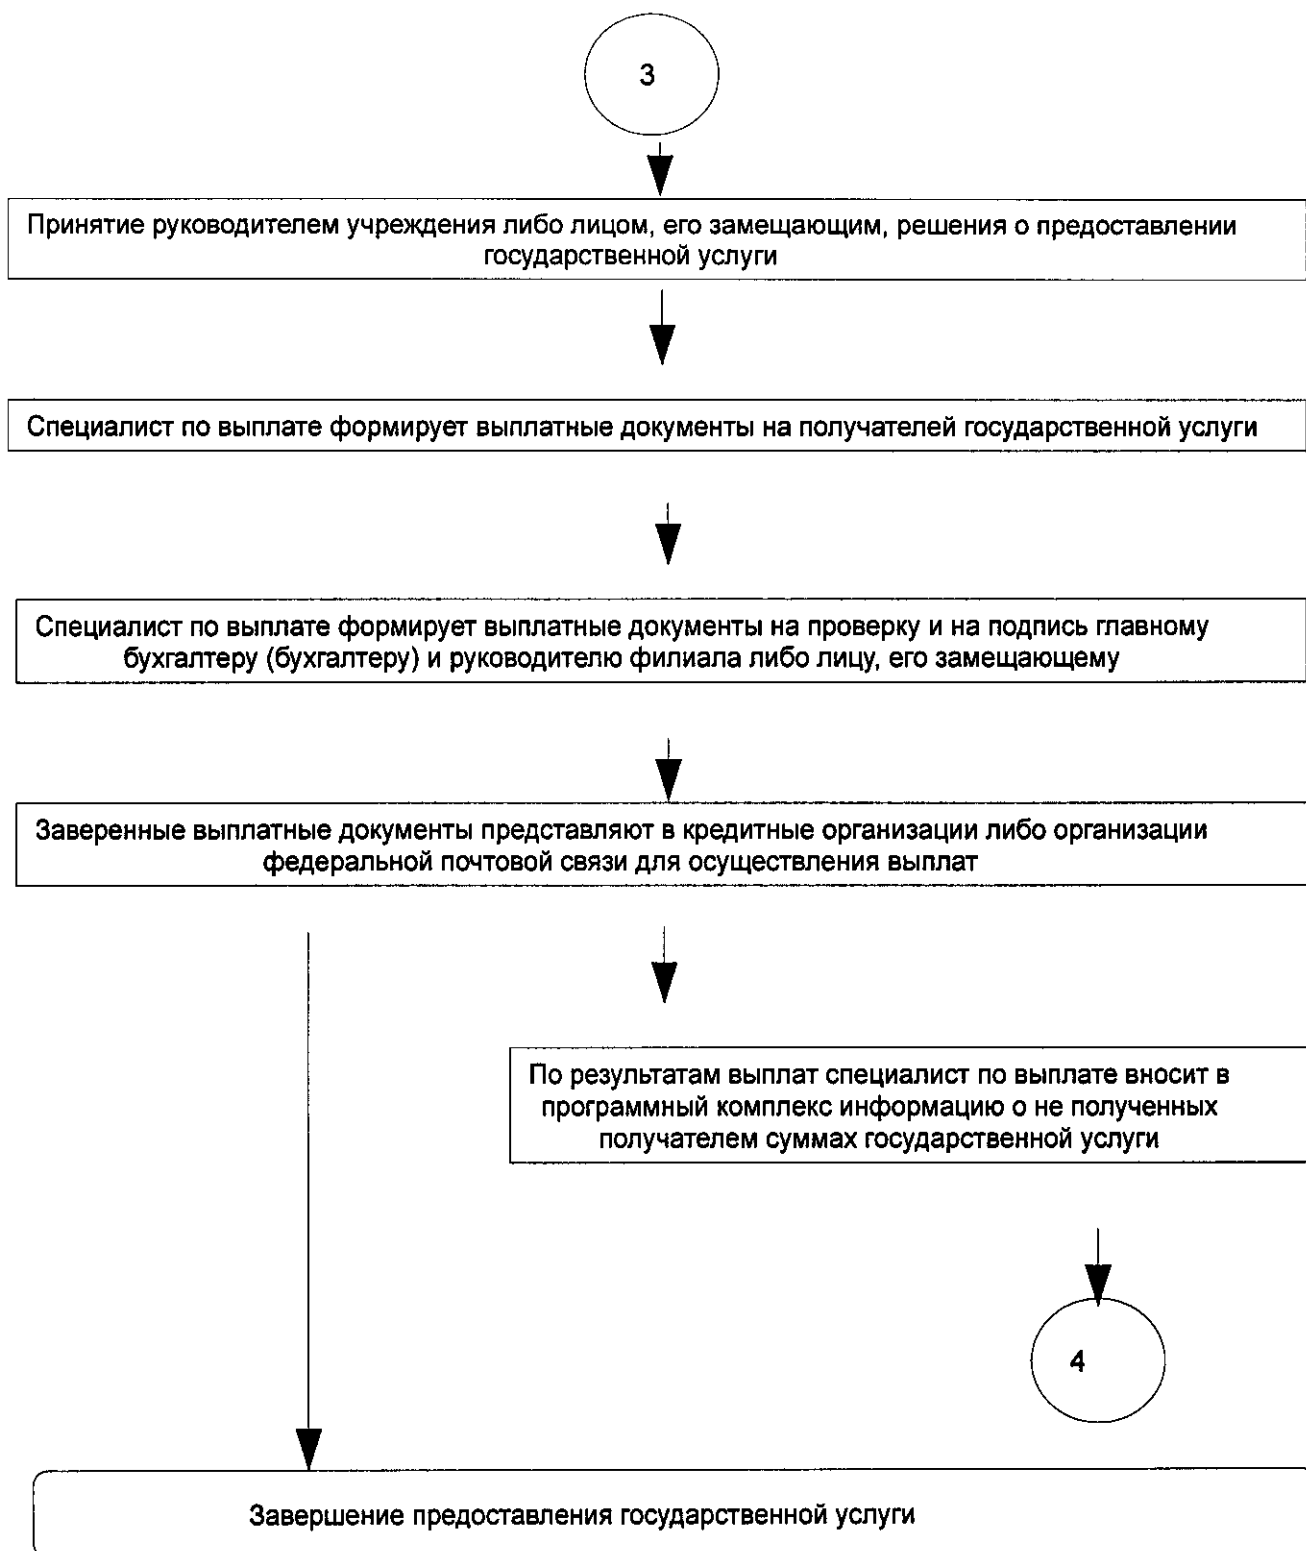 3
Принятие руководителем учреждения либо лицом, его замещающим, решения о предоставлении
государственной услуги
Специалист по выплате формирует выплатные документы на получателей государственной услуги
Специалист по выплате формирует выплатные документы на проверку и на подпись главному
бухгалтеру (бухгалтеру) и руководителю филиала либо лицу, его замещающему
Заверенные выплатные документы представляют в кредитные организации либо организации
федеральной почтовой связи для осуществления выплат
По результатам выплат специалист по выплате вносит в
программный комплекс информацию о не полученных
получателем суммах государственной услуги
4
Завершение предоставления государственной услуги